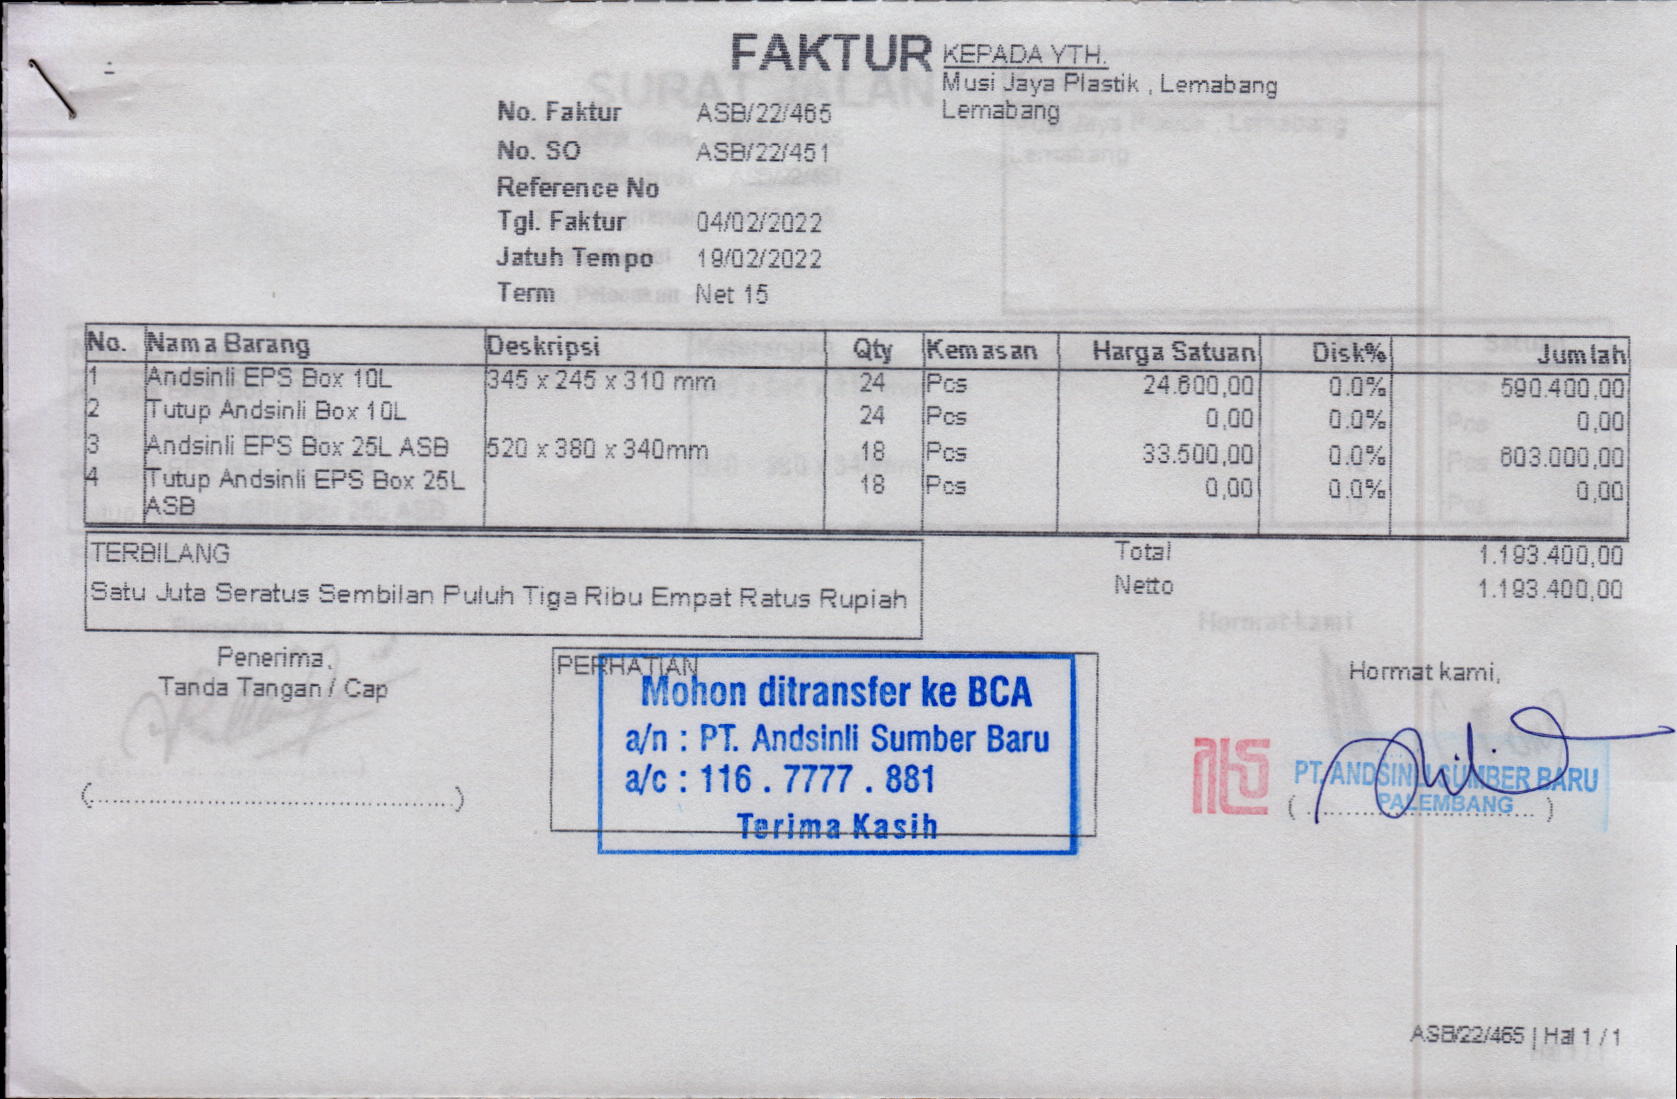 FAKTUR
KEPADA YTH.
Musi Jaya Plastik , Lemabang
Lemabang
No. Faktur ASB/22/465
No. SO ASB/22/451
Reference No
Tgl. Faktur 04/02/2022
Jatuh Tempo 19/02/2022
Term Net 15
No. Nama Barang Deskripsi Qty Kemasan Harga Satuan Disk% Jumlah
1 Andsinli EPS Box 10L 345 x 245 x 310 mm 24 Pcs 24.600,00 0.0% 590.400,00
2 Tutup Andsinli Box 10L 24 Pcs 0,00 0.0% 0,00
3 Andsinli EPS Box 25L ASB 520 x 380 x 340mm 18 Pcs 33.500,00 0.0% 603.000,00
4 Tutup Andsinli EPS Box 25L 18 Pcs 0,00 0.0% 0,00
ASB
TERBILANG
Satu Juta Seratus Sembilan Puluh Tiga Ribu Empat Ratus Rupiah
Total 1.193.400,00
Netto 1.193.400,00
Penerima,
Tanda Tangan / Cap
(..............................................)
PERHATIAN
Mohon ditransfer ke BCA
a/n : PT. Andsinli Sumber Baru
a/c : 116 . 7777 . 881
Terima Kasih
Hormat kami,
PT. ANDSINLI SUMBER BARU
PALEMBANG
(..............................)
ASB/22/465 | Hal 1 / 1